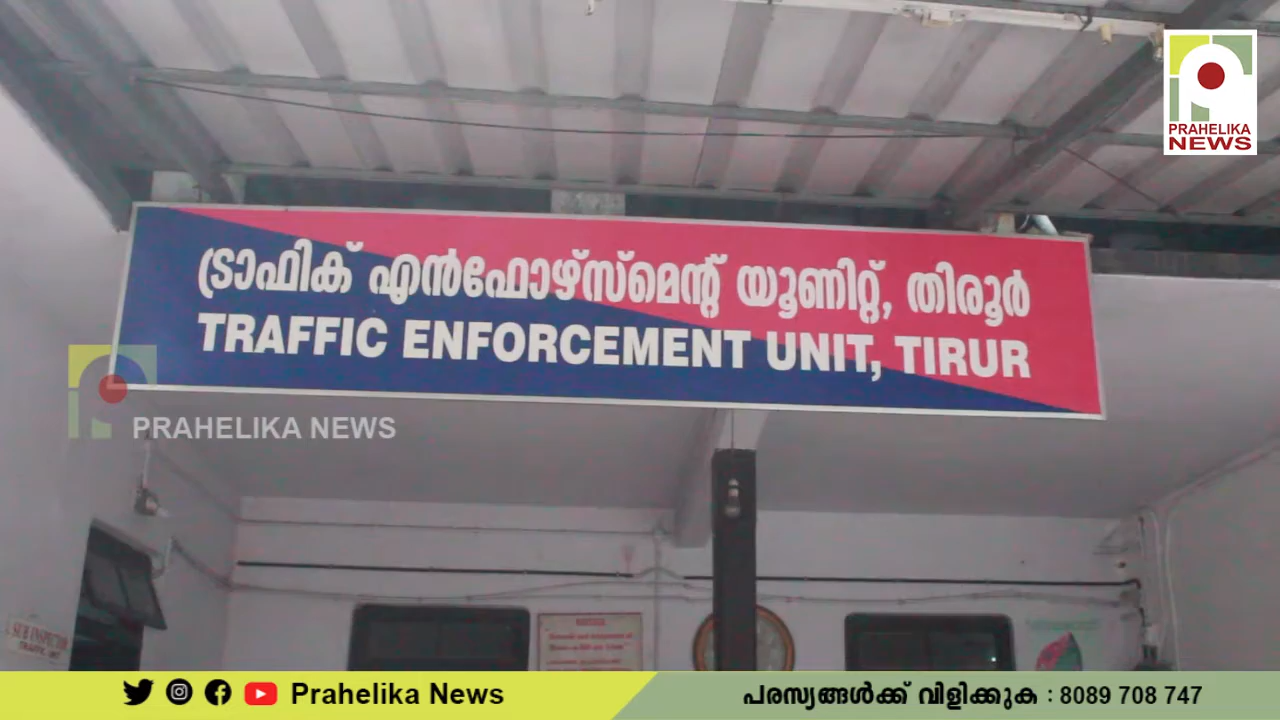 PRAHELIKA
NEWS
ട്രാഫിക് എൻഫോഴ്സ്മെന്റ് യൂണിറ്റ്, തിരൂർ
TRAFFIC ENFORCEMENT UNIT, TIRUR
PRAHELIKA NEWS
SUB INSPECTOR
Prahelika News
പരസ്യങ്ങൾക്ക് വിളിക്കുക : 8089 708 747